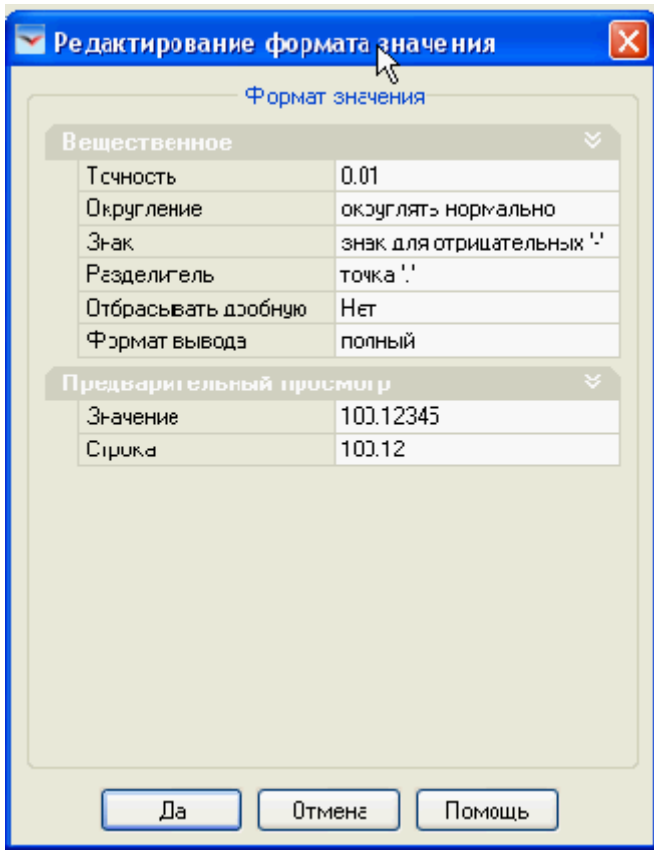 Редактирование формата значения
Формат значения
Вещественное
Точность 0.01
Округление округлять нормально
Знак знак для отрицательных '-'
Разделитель точка '.'
Отбрасывать дробную Нет
Формат вывода полный
Предварительный просмотр
Значение 100.12345
Строка 100.12
Да Отмена Помощь